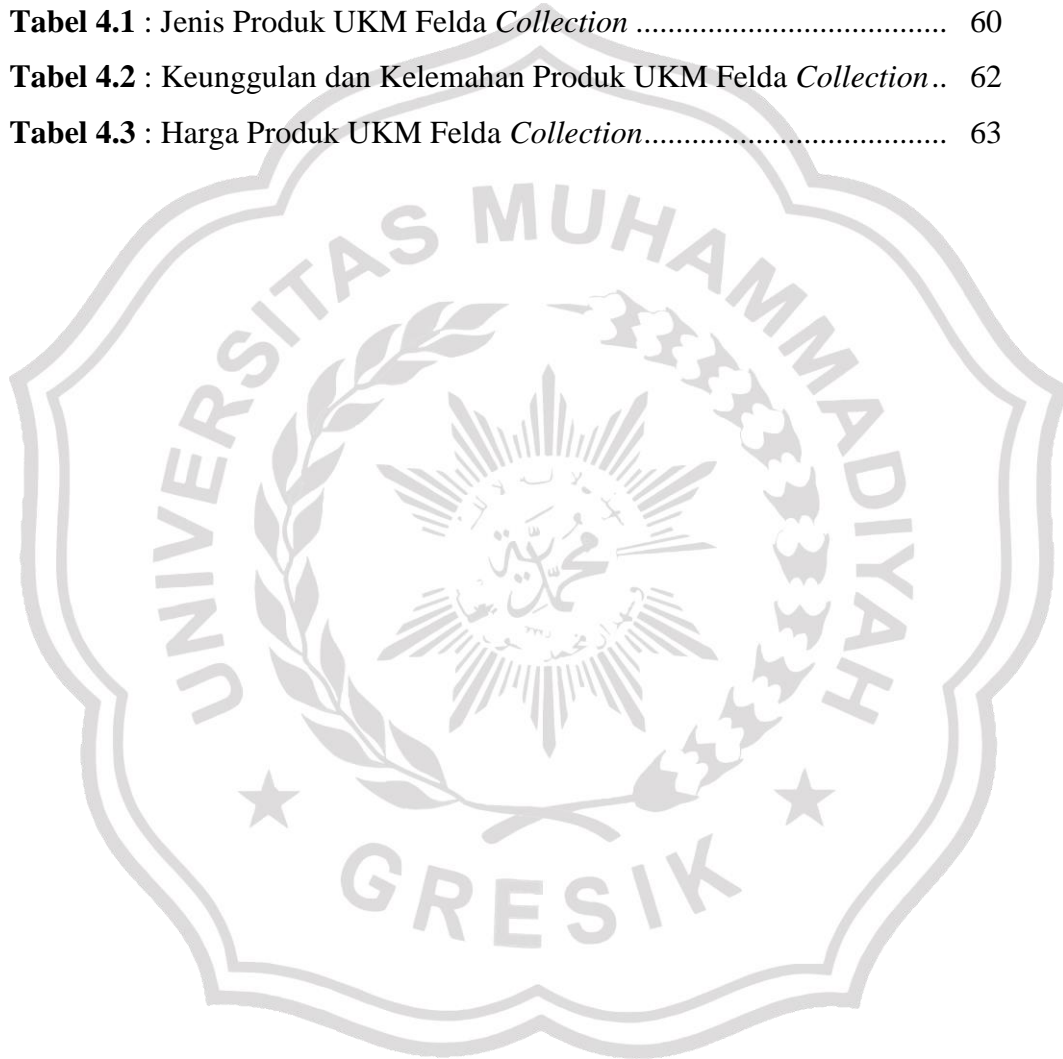 Tabel 4.1 : Jenis Produk UKM Felda Collection ....................................... 60
Tabel 4.2 : Keunggulan dan Kelemahan Produk UKM Felda Collection.. 62
Tabel 4.3 : Harga Produk UKM Felda Collection...................................... 63
UNIVERSITAS MUHAMMADIYAH
GRESIK